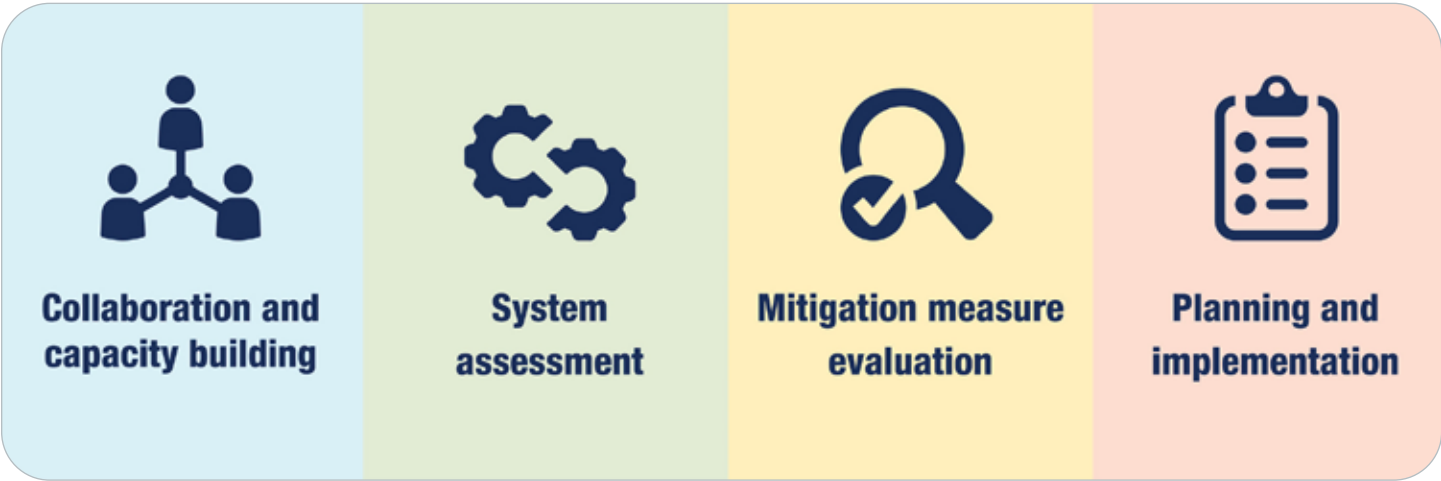 Collaboration and
capacity building
System
assessment
Mitigation measure
evaluation
Planning and
implementation